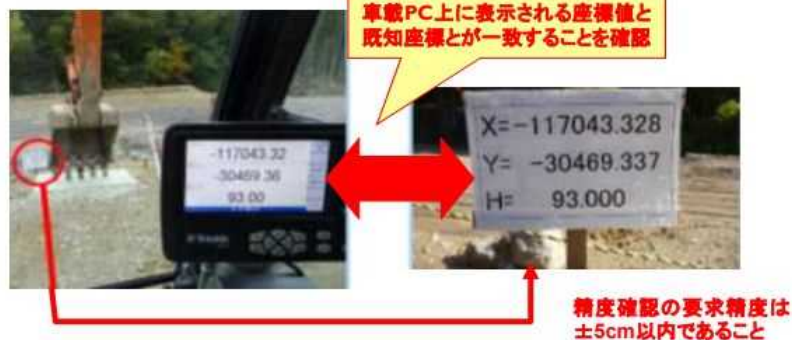 車載PC上に表示される座標値と
既知座標とが一致することを確認
-117043.32
-30469.36
93.00
X=-117043.328
Y= -30469.337
H= 93.000
精度確認の要求精度は
±5cm以内であること